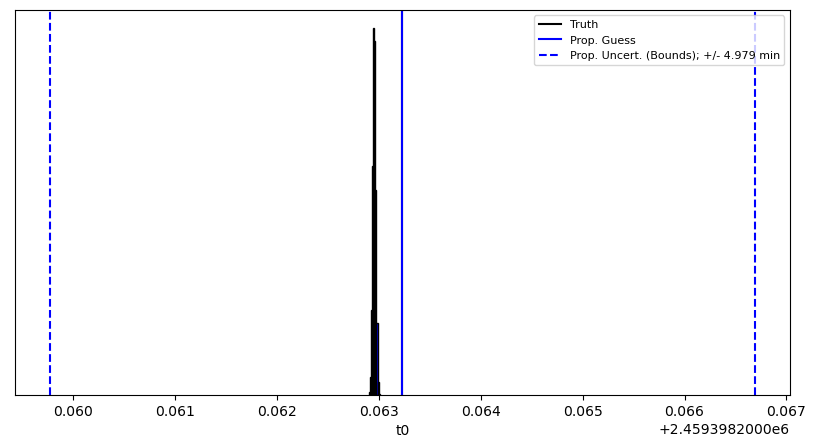 Truth
Prop. Guess
Prop. Uncert. (Bounds); +/- 4.979 min
0.060 0.061 0.062 0.063 0.064 0.065 0.066 0.067
t0
+2.4593982000e6